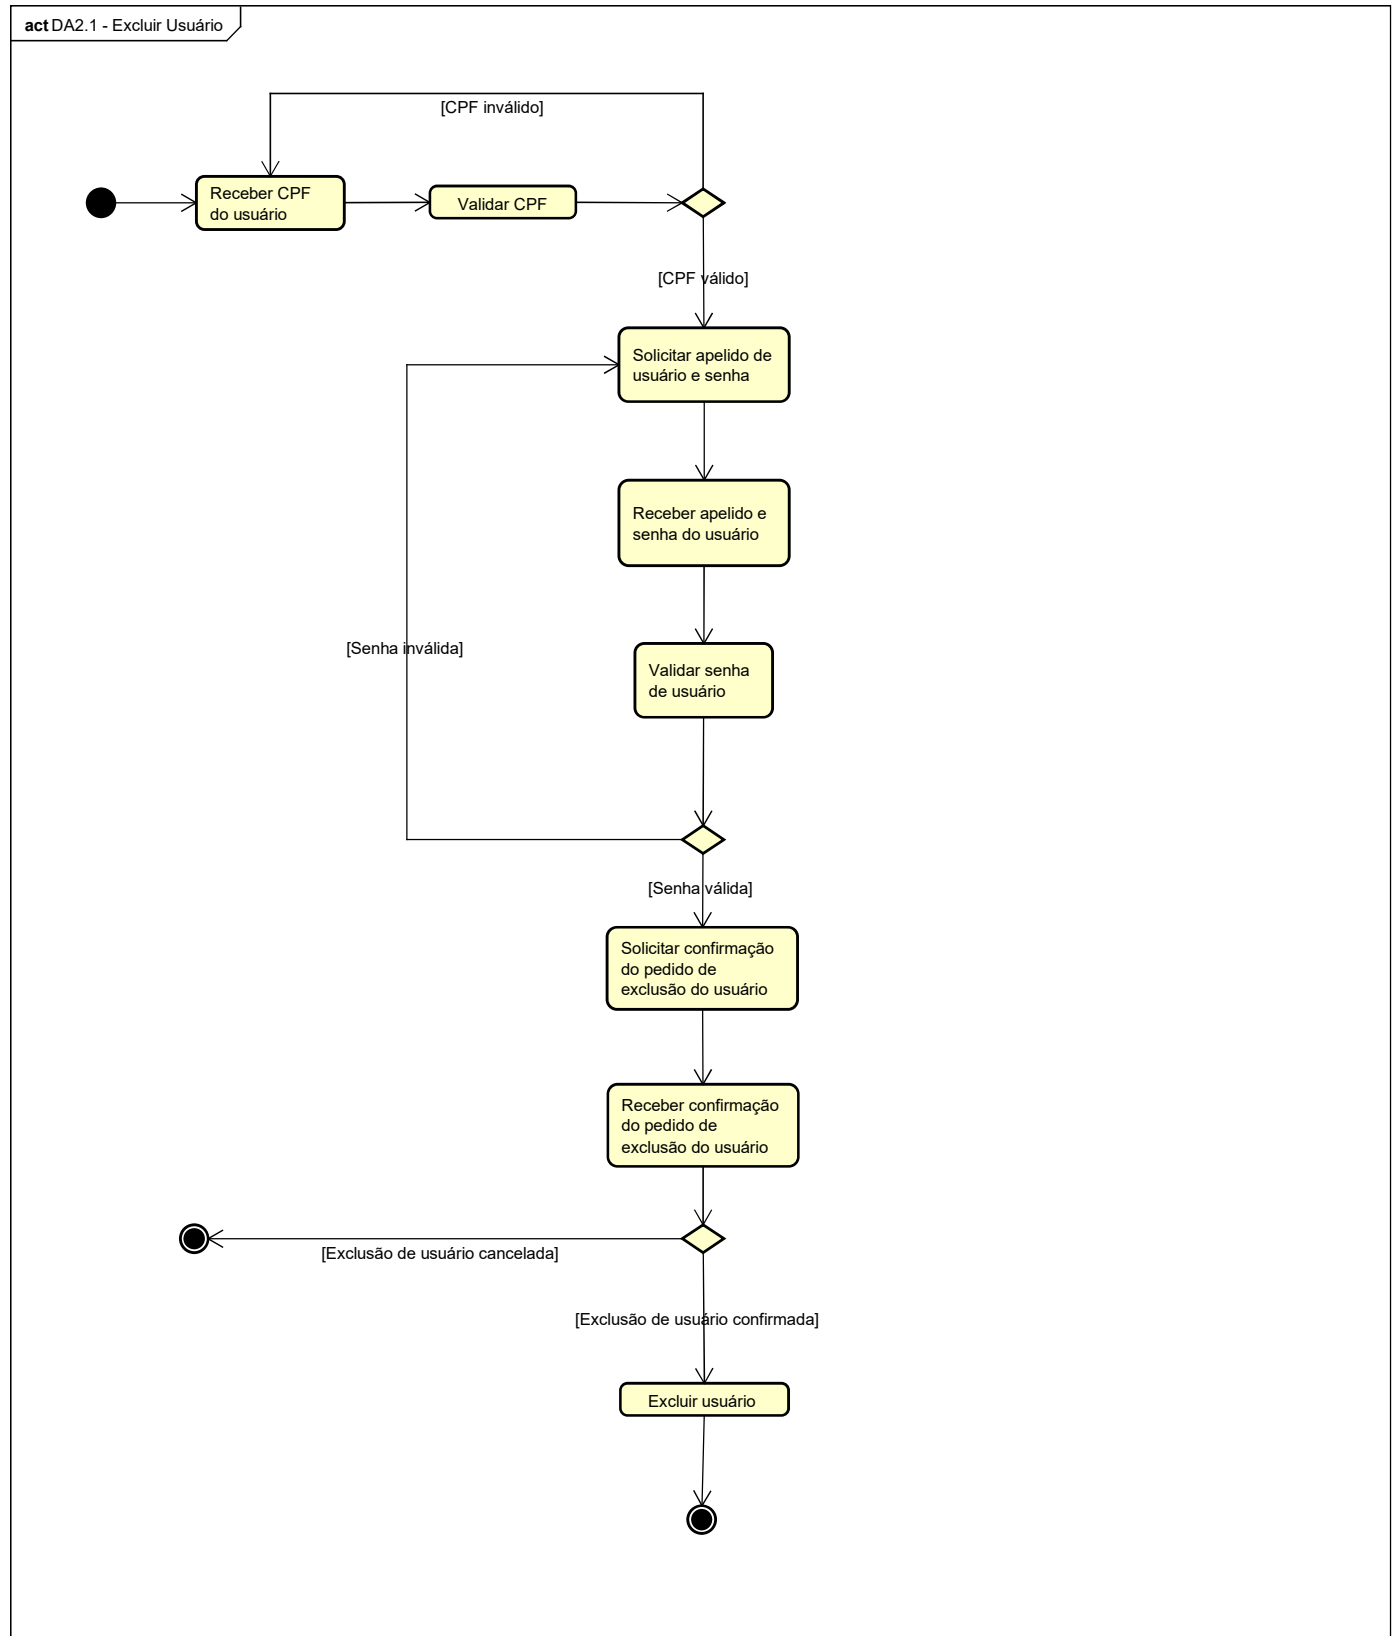 act DA2.1 - Excluir Usuário
[CPF inválido]
Receber CPF
do usuário
Validar CPF
[CPF válido]
Solicitar apelido de
usuário e senha
Receber apelido e
senha do usuário
[Senha inválida]
Validar senha
de usuário
[Senha válida]
Solicitar confirmação
do pedido de
exclusão do usuário
Receber confirmação
do pedido de
exclusão do usuário
[Exclusão de usuário cancelada]
[Exclusão de usuário confirmada]
Excluir usuário